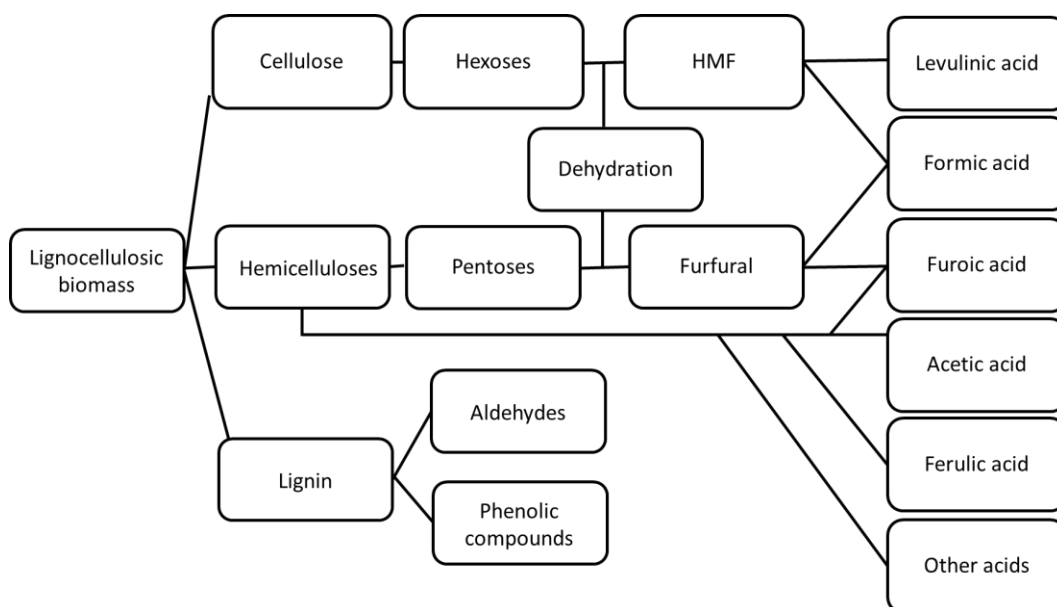 Cellulose
Hexoses
HMF
Levulinic acid
Dehydration
Formic acid
Lignocellulosic
biomass
Hemicelluloses
Pentoses
Furfural
Furoic acid
Acetic acid
Aldehydes
Ferulic acid
Lignin
Phenolic
compounds
Other acids